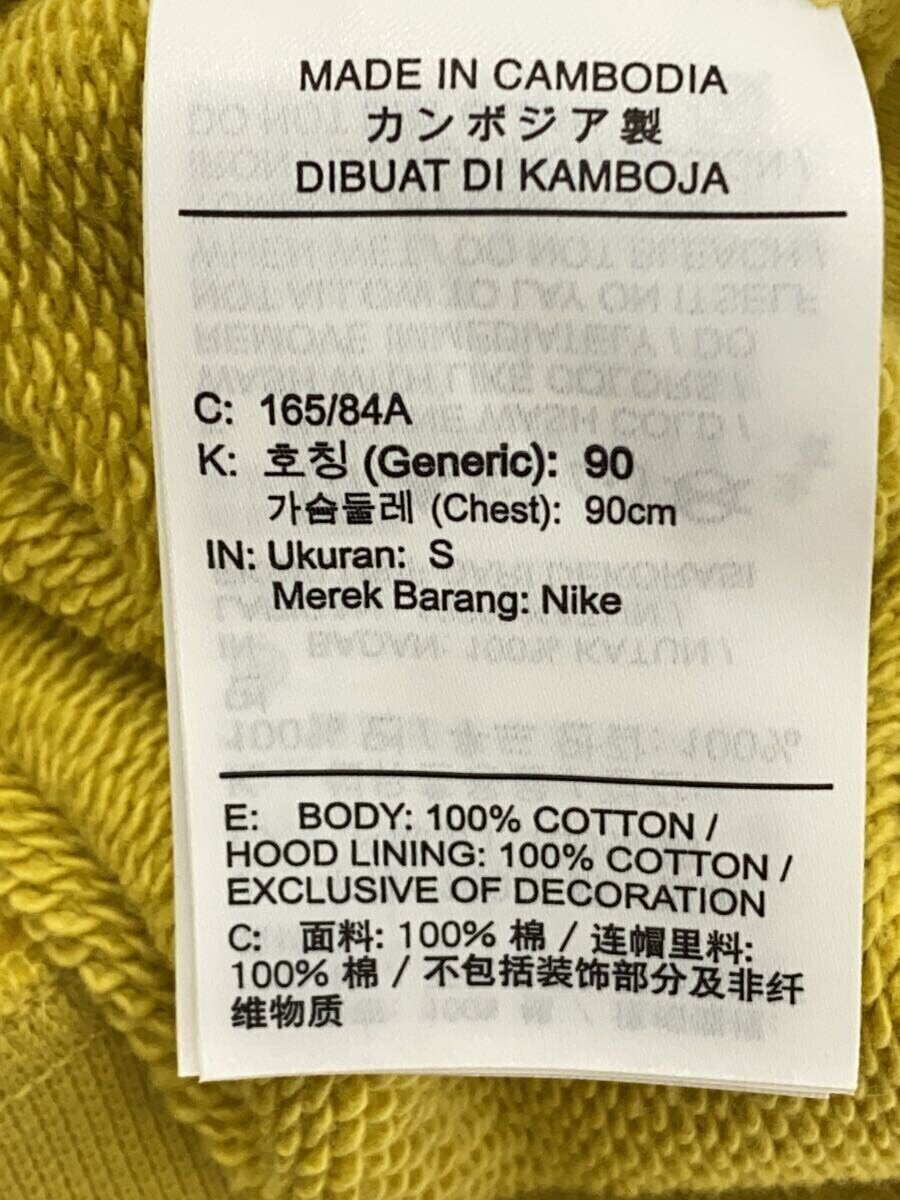 MADE IN CAMBODIA
カンボジア製
DIBUAT DI KAMBOJA
C: 165/84A
K: 호칭 (Generic): 90
가슴둘레 (Chest): 90cm
IN: Ukuran: S
Merek Barang: Nike
E: BODY: 100% COTTON /
HOOD LINING: 100% COTTON /
EXCLUSIVE OF DECORATION
C: 面料: 100% 棉 / 连帽里料:
100% 棉 / 不包括装饰部分及非纤
维物质